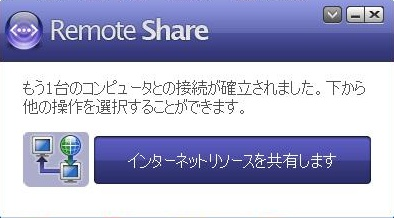 Remote Share
もう1台のコンピュータとの接続が確立されました。下から
他の操作を選択することができます。
インターネットリソースを共有します